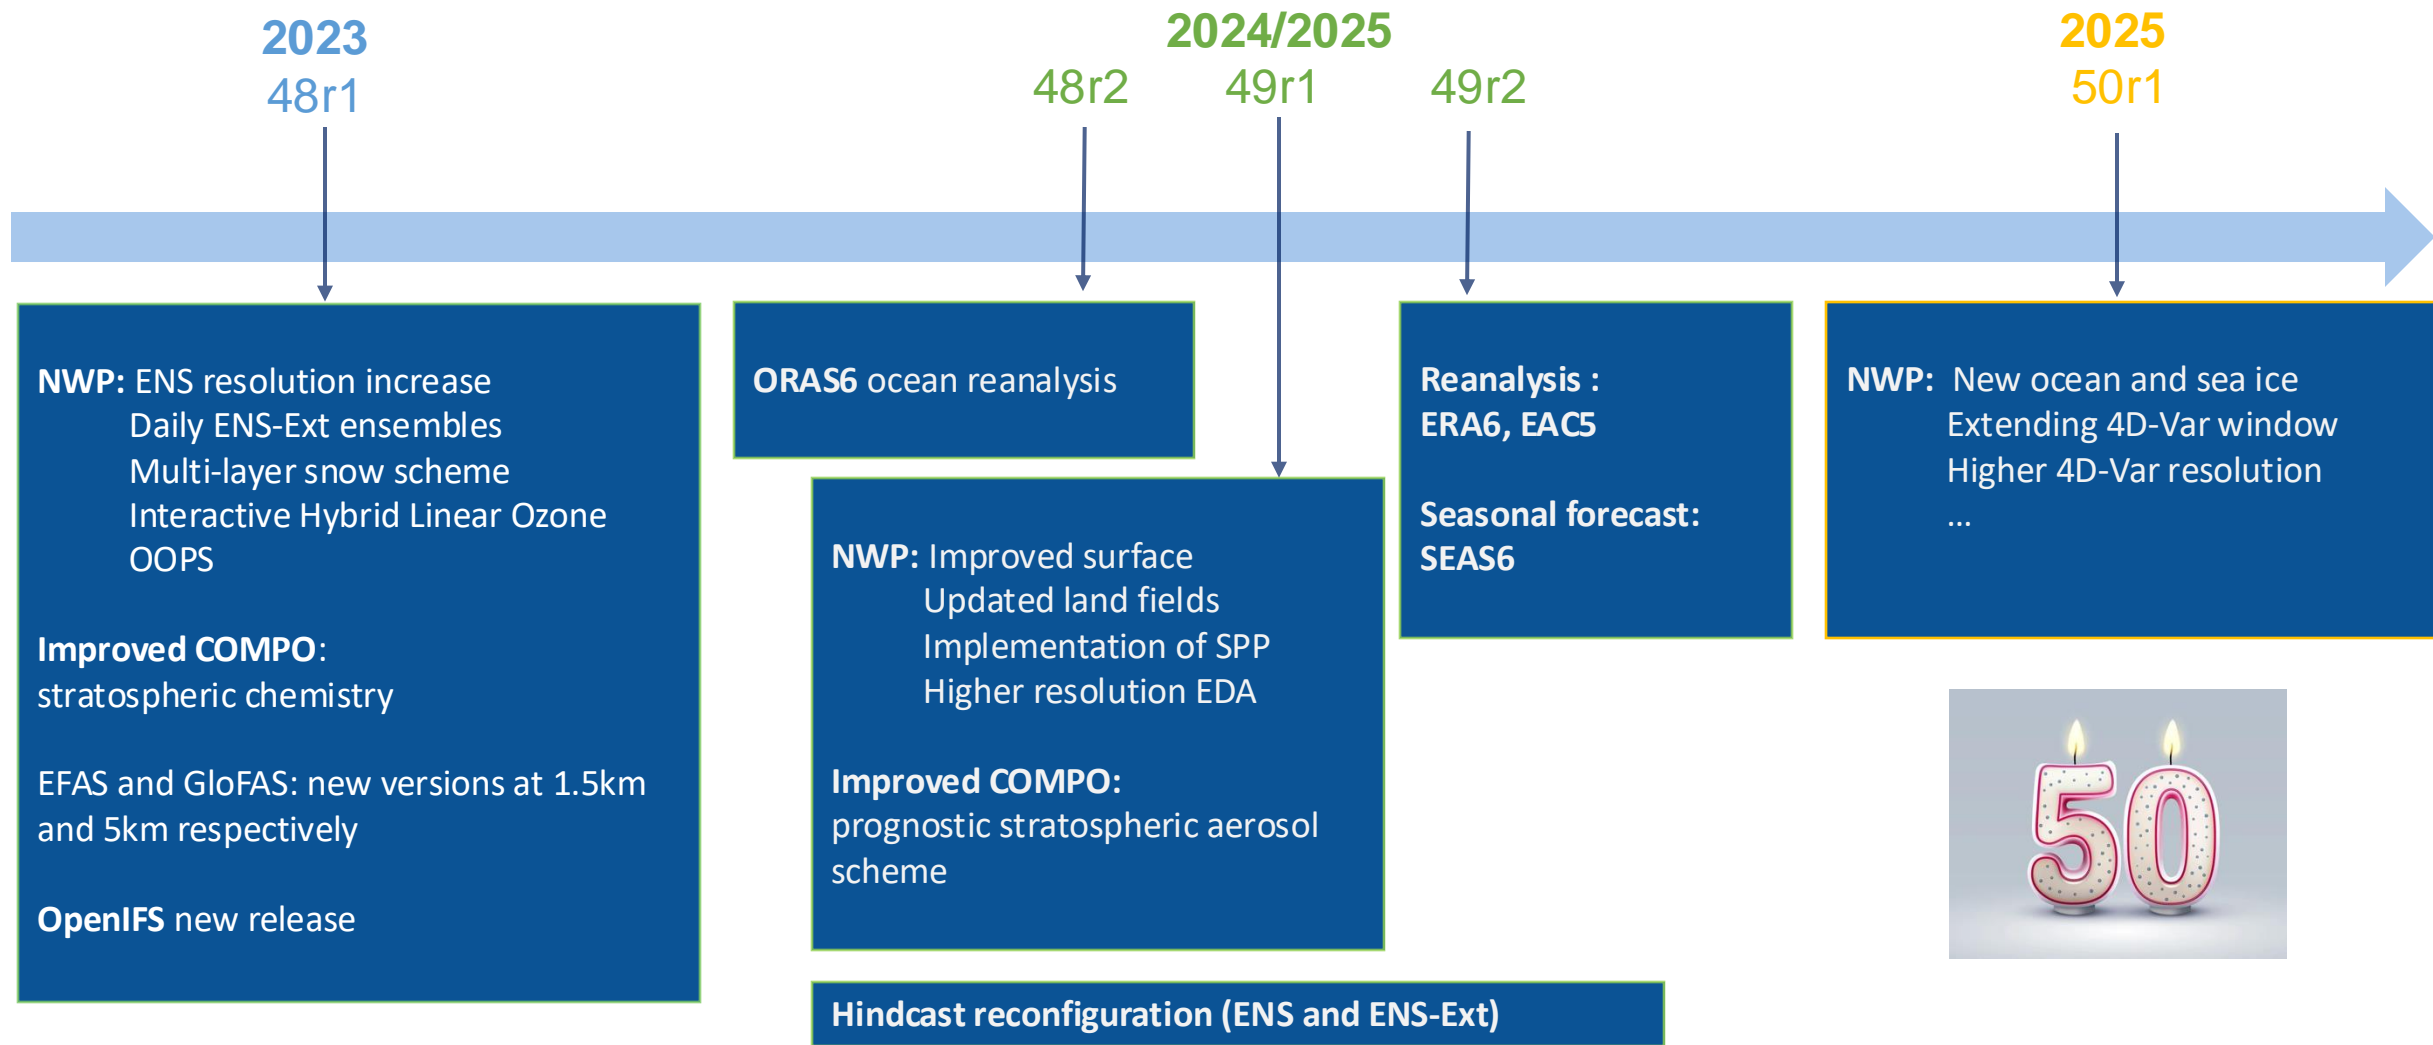 2023
48r1
2024/2025
48r2
49r1
49r2
2025
50r1
NWP: ENS resolution increase
Daily ENS-Ext ensembles
Multi-layer snow scheme
Interactive Hybrid Linear Ozone
OOPS
Improved COMPO:
stratospheric chemistry
EFAS and GloFAS: new versions at 1.5km
and 5km respectively
OpenIFS new release
ORAS6 ocean reanalysis
NWP: Improved surface
Updated land fields
Implementation of SPP
Higher resolution EDA
Improved COMPO:
prognostic stratospheric aerosol
scheme
Hindcast reconfiguration (ENS and ENS-Ext)
Reanalysis :
ERA6, EAC5
Seasonal forecast:
SEAS6
NWP: New ocean and sea ice
Extending 4D-Var window
Higher 4D-Var resolution
...
50